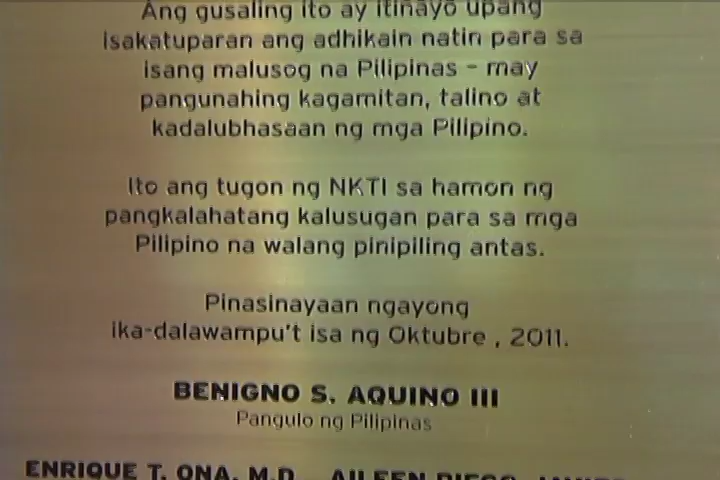 Ang gusaling ito ay itinayo upang
isakatuparan ang adhikain natin para sa
isang malusog na Pilipinas - may
pangunahing kagamitan, talino at
kadalubhasaan ng mga Pilipino.
Ito ang tugon ng NKTI sa hamon ng
pangkalahatang kalusugan para sa mga
Pilipino na walang pinipiling antas.
Pinasinayaan ngayong
ika-dalawampu't isa ng Oktubre , 2011.
BENIGNO S. AQUINO III
Pangulo ng Pilipinas
ENRIQUE T. ONA, M.D. AILEEN